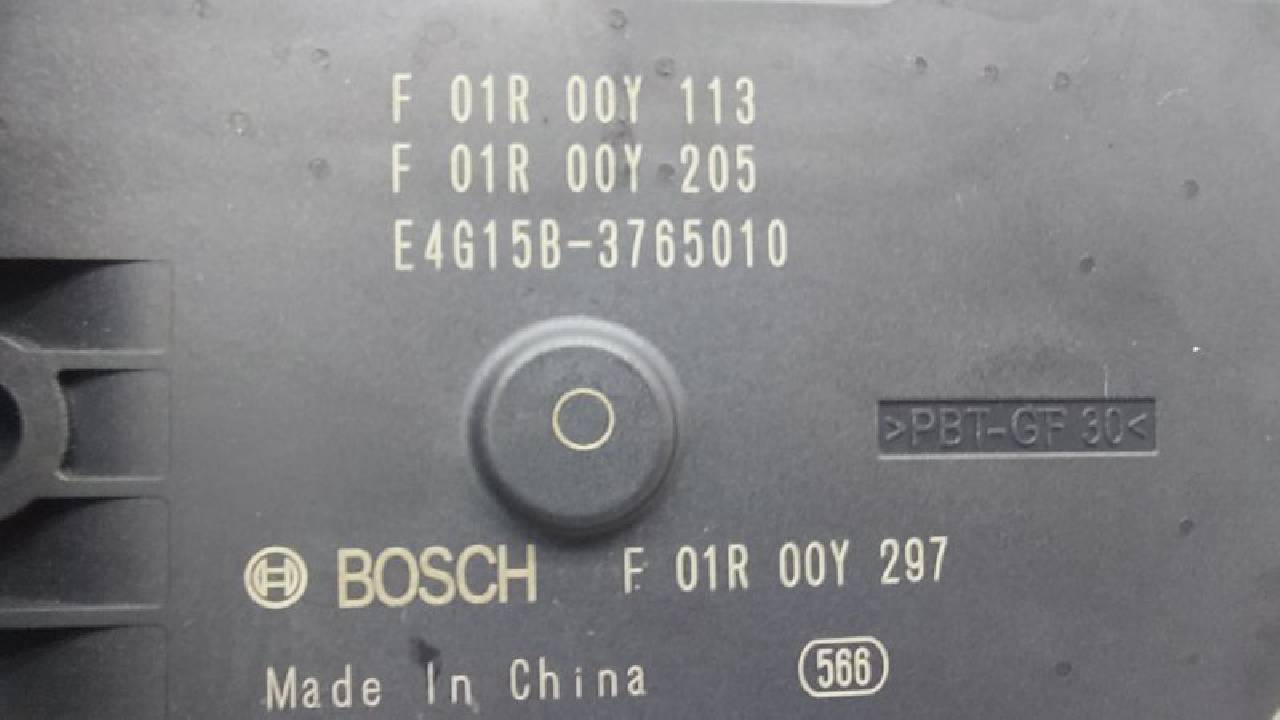 F 01R 00Y 113
F 01R 00Y 205
E4G15B-3765010
>PBT-GF 30<
BOSCH F 01R 00Y 297
Made In China 566